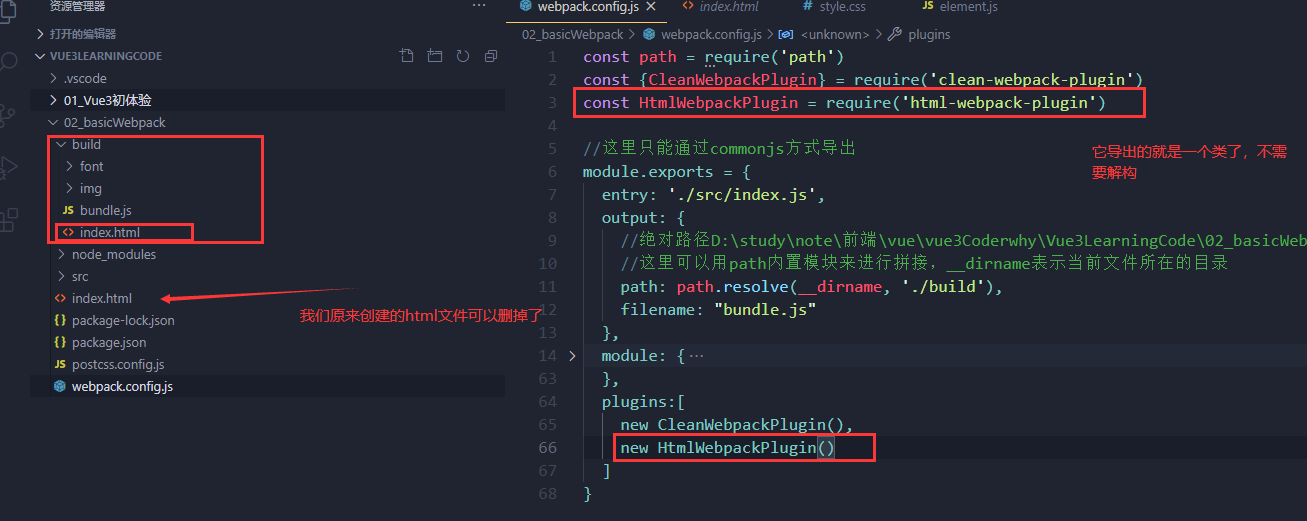 资源管理器
···
打开的编辑器
VUE3LEARNINGCODE
.vscode
01_Vue3初体验
02_basicWebpack
build
font
img
JS bundle.js
<> index.html
node_modules
src
<> index.html
{} package-lock.json
{} package.json
JS postcss.config.js
webpack.config.js
我们原来创建的html文件可以删掉了
webpack.config.js ×
<> index.html
# style.css
JS element.js
02_basicWebpack > webpack.config.js > <unknown> > plugins
1 const path = require('path')
2 const {CleanWebpackPlugin} = require('clean-webpack-plugin')
3 const HtmlWebpackPlugin = require('html-webpack-plugin')
4
5 //这里只能通过commonjs方式导出
6 module.exports = {
7 entry: './src/index.js',
8 output: {
9 //绝对路径D:\study\note\前端\vue\vue3Coderwhy\Vue3LearningCode\02_basicWeb
10 //这里可以用path内置模块来进行拼接，__dirname表示当前文件所在的目录
11 path: path.resolve(__dirname, './build'),
12 filename: "bundle.js"
13 },
14 module: {···
63 },
64 plugins:[
65 new CleanWebpackPlugin(),
66 new HtmlWebpackPlugin()
67 ]
68 }
它导出的就是一个类了，不需
要解构